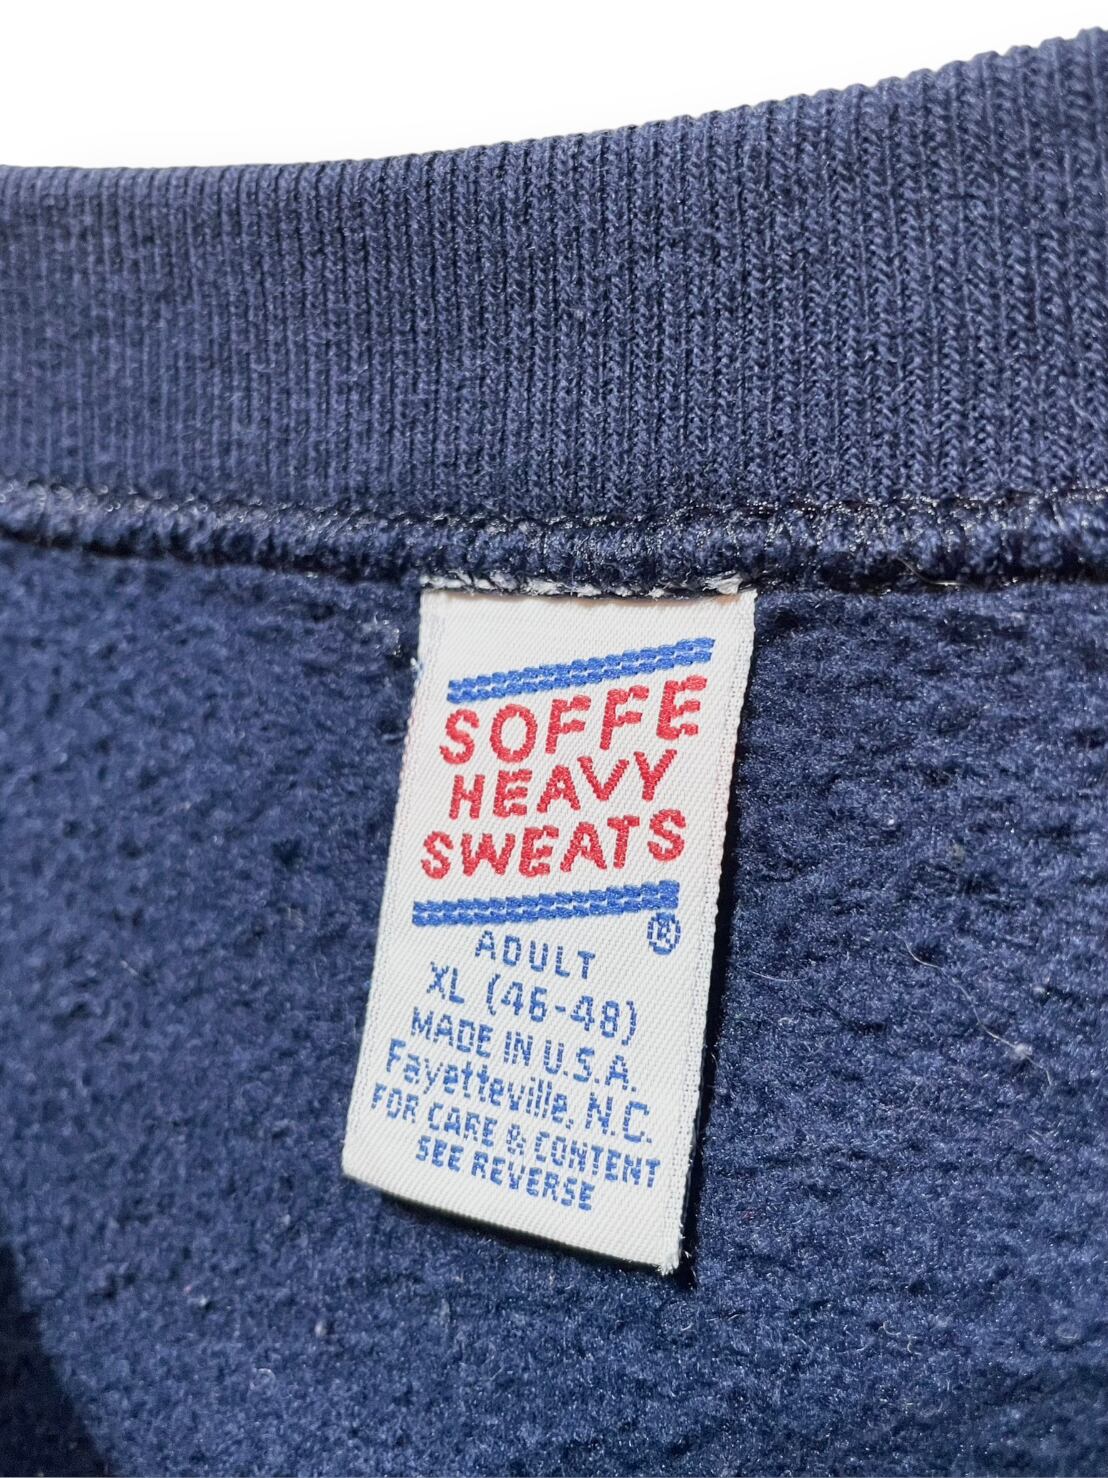 SOFFE
HEAVY
SWEATS
®
ADULT
XL (46-48)
MADE IN U.S.A.
Fayetteville, N.C.
FOR CARE & CONTENT
SEE REVERSE